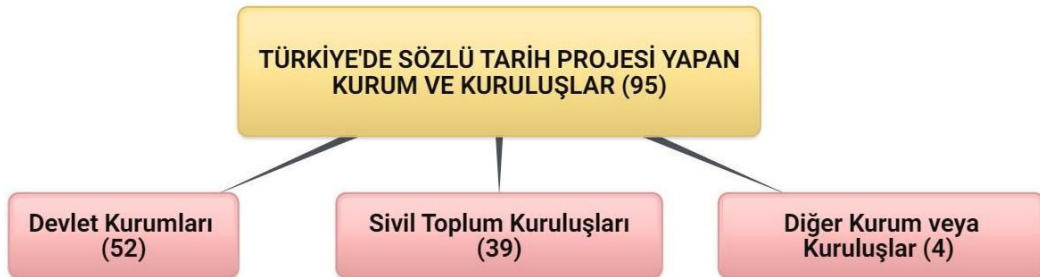 TÜRKİYE'DE SÖZLÜ TARİH PROJESİ YAPAN
KURUM VE KURULUŞLAR (95)
Devlet Kurumları
(52)
Sivil Toplum Kuruluşları
(39)
Diğer Kurum veya
Kuruluşlar (4)